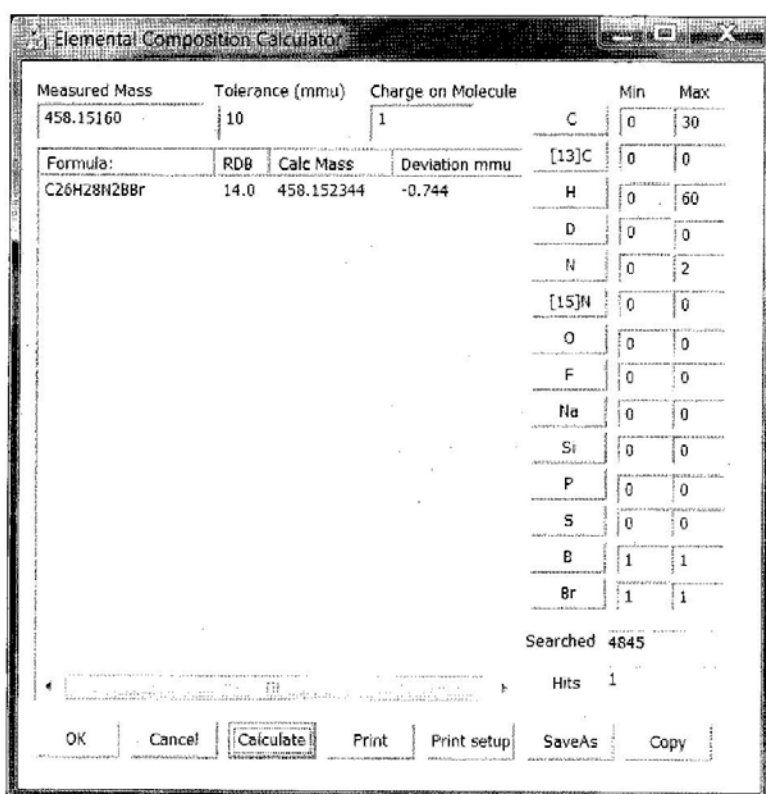 Elemental Composition Calculator
Measured Mass Tolerance (mmu) Charge on Molecule Min Max
458.15160 10 1 C 0 30
Formula: RDB Calc Mass Deviation mmu [13]C 0 0
C26H28N2BBr 14.0 458.152344 -0.744 H 0 60
D 0 0
N 0 2
[15]N 0 0
O 0 0
F 0 0
Na 0 0
Si 0 0
P 0 0
S 0 0
B 1 1
Br 1 1
Searched 4845
Hits 1
OK Cancel Calculate Print Print setup SaveAs Copy